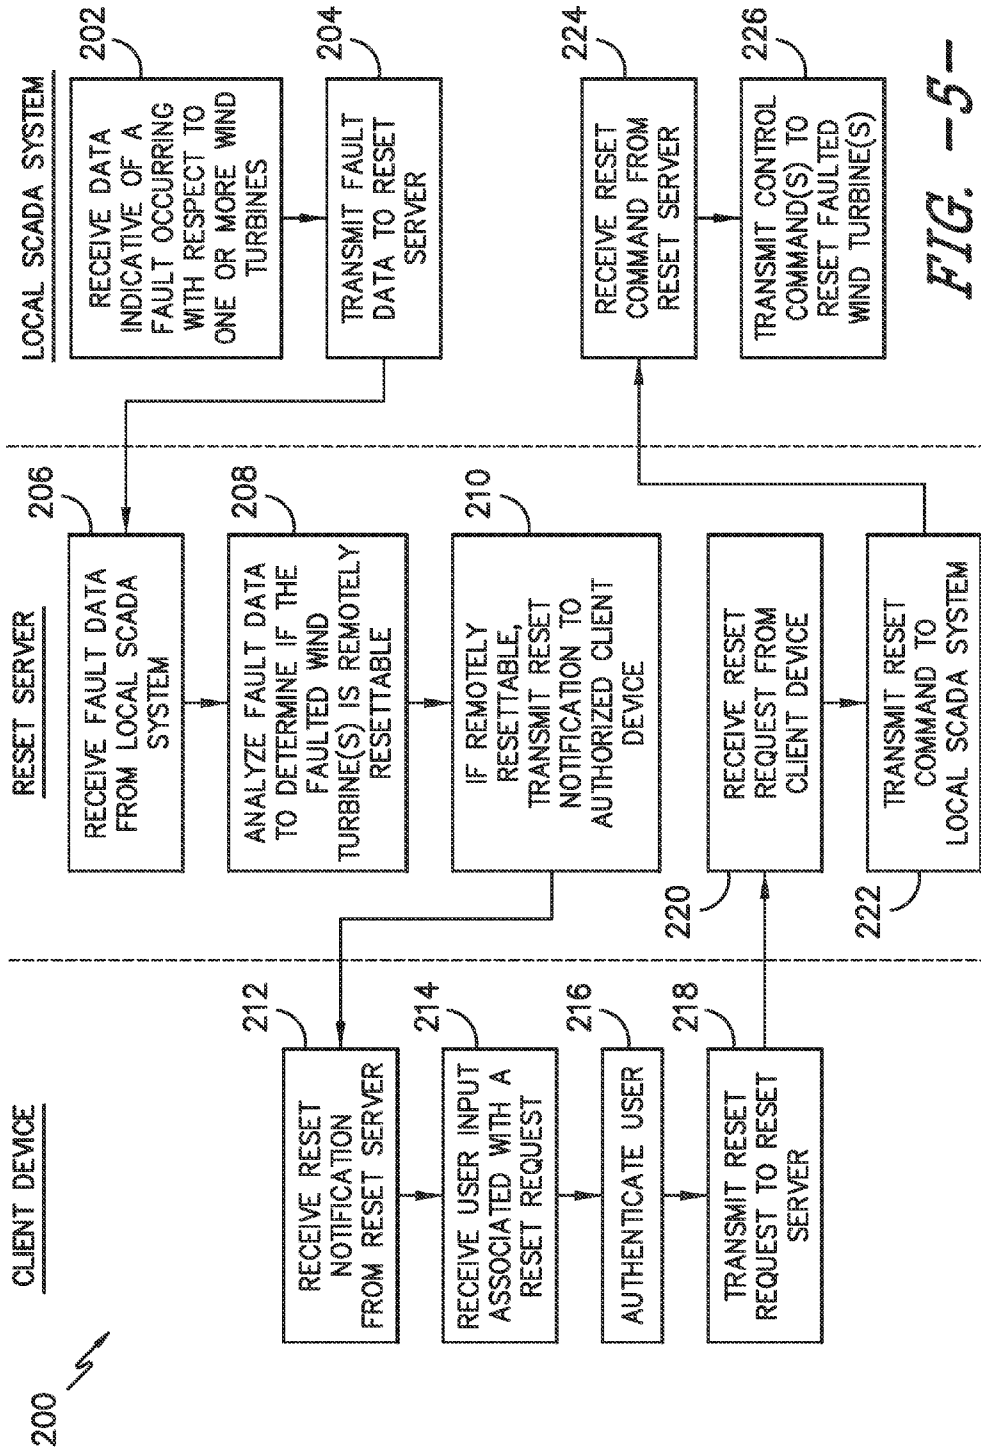 200
CLIENT DEVICE
RECEIVE RESET
NOTIFICATION
FROM RESET SERVER
212
RECEIVE USER INPUT
ASSOCIATED WITH A
RESET REQUEST
214
AUTHENTICATE USER
216
TRANSMIT RESET
REQUEST TO RESET
SERVER
218
RESET SERVER
RECEIVE FAULT DATA
FROM LOCAL SCADA
SYSTEM
206
ANALYZE FAULT DATA
TO DETERMINE IF THE
FAULTED WIND
TURBINE(S) IS REMOTELY
RESETTABLE
208
IF REMOTELY
RESETTABLE,
TRANSMIT RESET
NOTIFICATION TO
AUTHORIZED CLIENT
DEVICE
210
RECEIVE RESET
REQUEST FROM
CLIENT DEVICE
220
TRANSMIT RESET
COMMAND TO
LOCAL SCADA SYSTEM
222
LOCAL SCADA SYSTEM
RECEIVE DATA
INDICATIVE OF A
FAULT OCCURRING
WITH RESPECT TO
ONE OR MORE WIND
TURBINES
202
TRANSMIT FAULT
DATA TO RESET
SERVER
204
RECEIVE RESET
COMMAND FROM
RESET SERVER
224
TRANSMIT CONTROL
COMMAND(S) TO
RESET FAULTED
WIND TURBINE(S)
226
FIG. -5-